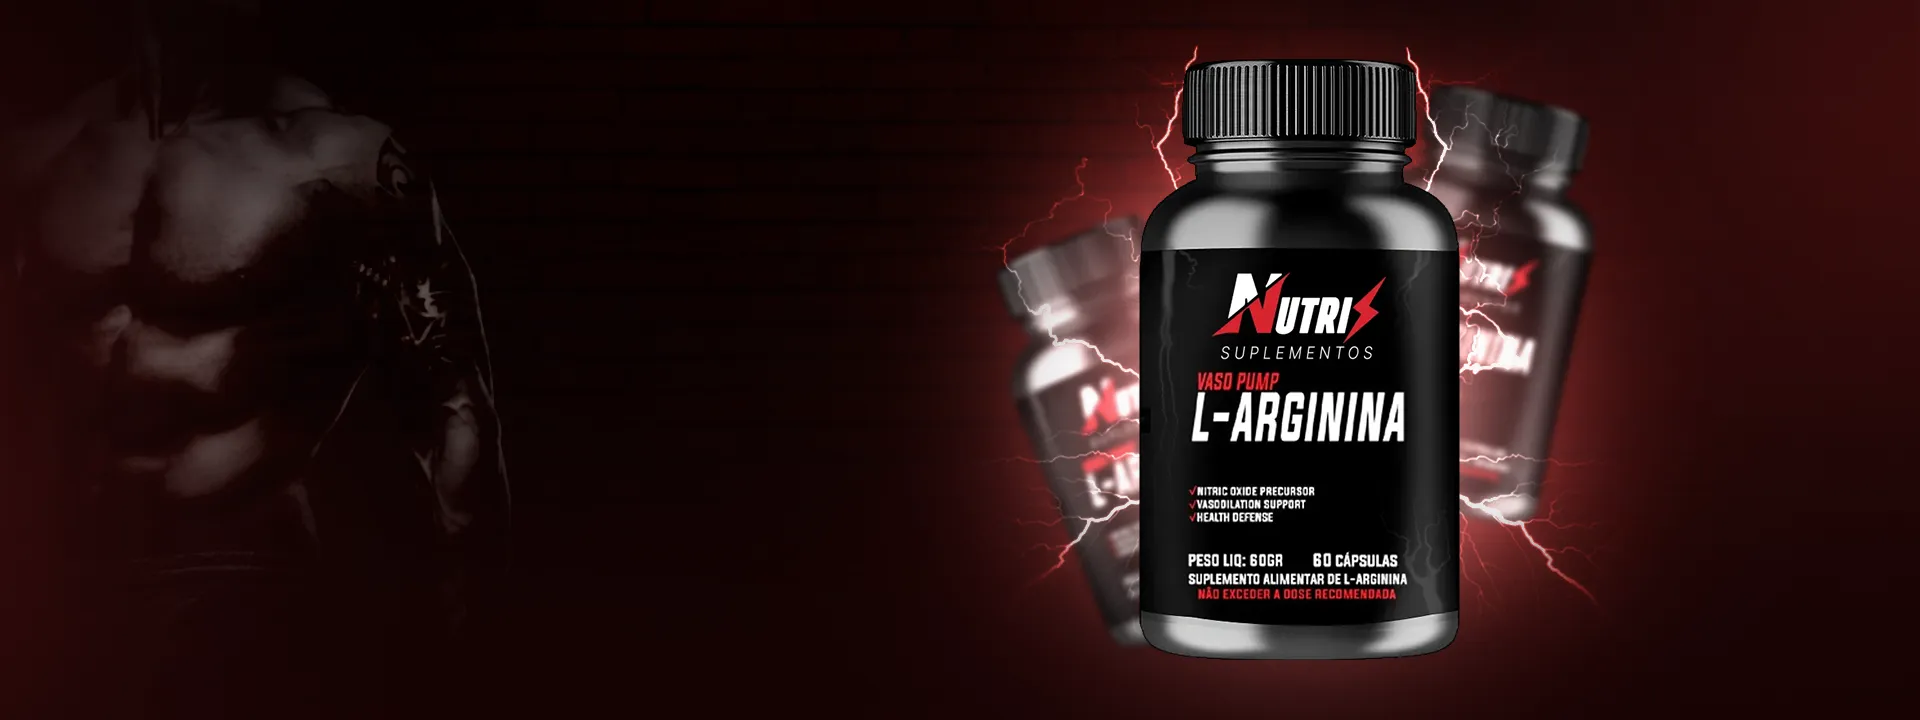 NUTRI
SUPLEMENTOS
VASO PUMP
L-ARGININA
NITRIC OXIDE PRECURSOR
VASODILATION SUPPORT
HEALTH DEFENSE
PESO LIQ: 60GR 60 CÁPSULAS
SUPLEMENTO ALIMENTAR DE L-ARGININA
NÃO EXCEDER A DOSE RECOMENDADA